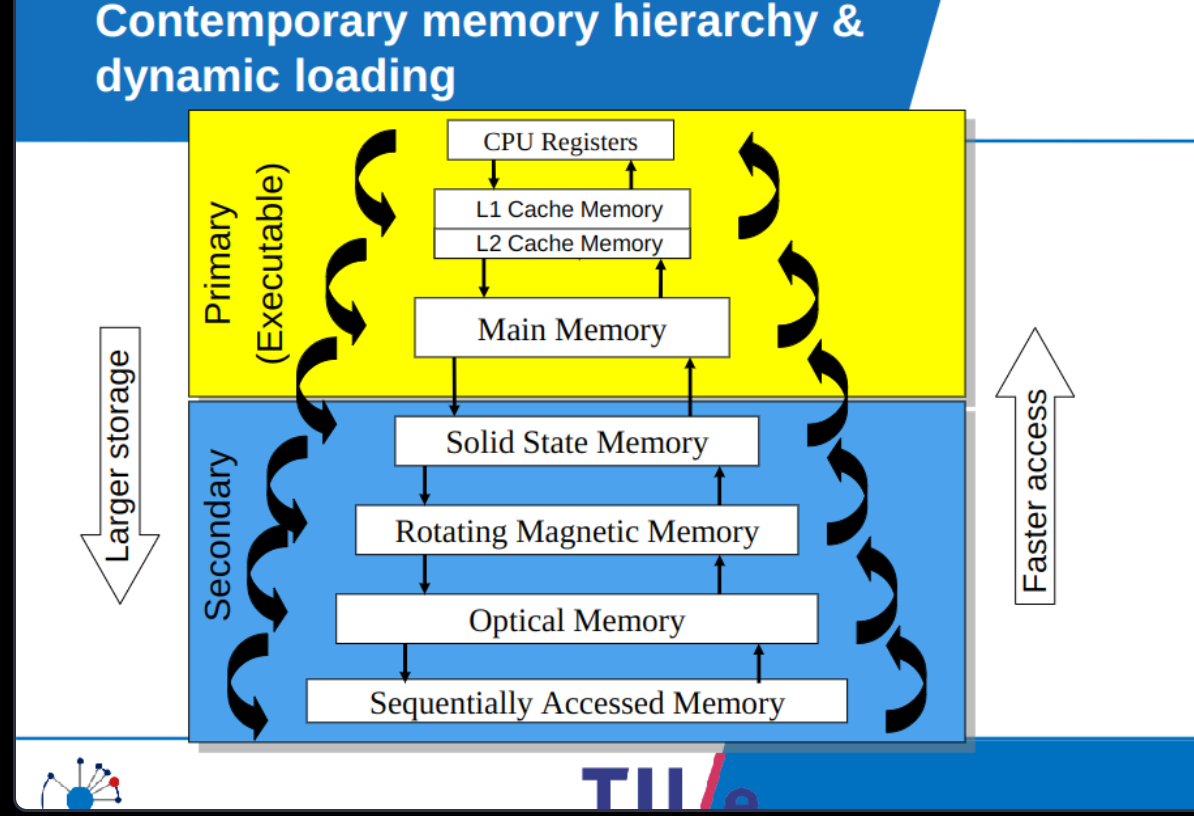 Contemporary memory hierarchy &
dynamic loading
Primary
(Executable)
CPU Registers
L1 Cache Memory
L2 Cache Memory
Main Memory
Larger storage
Faster access
Secondary
Solid State Memory
Rotating Magnetic Memory
Optical Memory
Sequentially Accessed Memory
TU/e